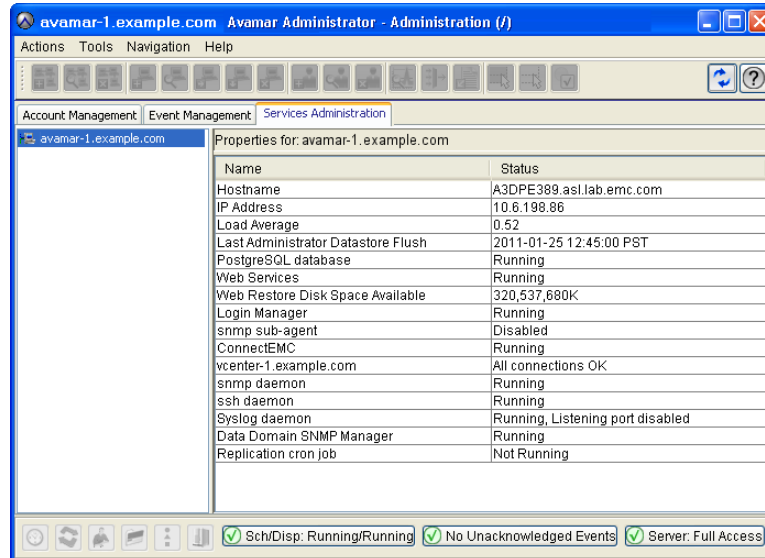 avamar-1.example.com Avamar Administrator - Administration (/)
Actions Tools Navigation Help
Account Management Event Management Services Administration
avamar-1.example.com
Properties for: avamar-1.example.com
Name Status
Hostname A3DPE389.asl.lab.emc.com
IP Address 10.6.198.86
Load Average 0.52
Last Administrator Datastore Flush 2011-01-25 12:45:00 PST
PostgreSQL database Running
Web Services Running
Web Restore Disk Space Available 320,537,680K
Login Manager Running
snmp sub-agent Disabled
ConnectEMC Running
vcenter-1.example.com All connections OK
snmp daemon Running
ssh daemon Running
Syslog daemon Running, Listening port disabled
Data Domain SNMP Manager Running
Replication cron job Not Running
Sch/Disp: Running/Running No Unacknowledged Events Server: Full Access